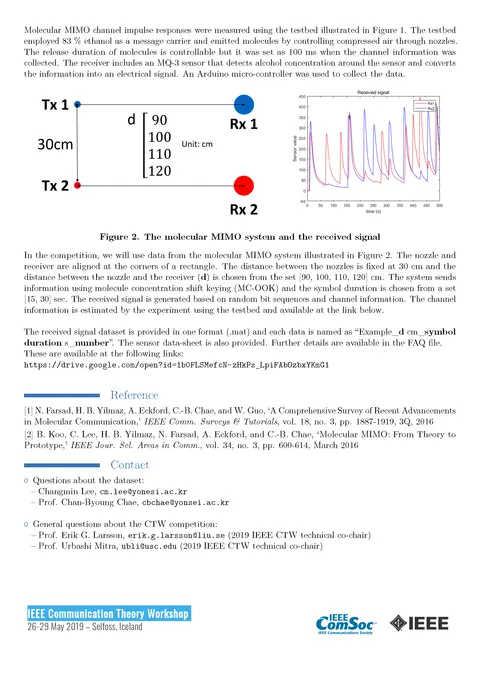 Molecular MIMO channel impulse responses were measured using the testbed illustrated in Figure 1. The testbed
employed 83 % ethanol as a message carrier and emitted molecules by controlling compressed air through nozzles.
The release duration of molecules is controllable but it was set as 100 ms when the channel information was
collected. The receiver includes an MQ-3 sensor that detects alcohol concentration around the sensor and converts
the information into an electrical signal. An Arduino micro-controller was used to collect the data.
Tx 1
30cm
Tx 2
d
90
100
110
120
Unit: cm
Rx 1
Rx 2
Received signal
Rx1
Rx2
Sensor value
450
400
350
300
250
200
150
100
50
0
-50
0 50 100 150 200 250 300 350 400 450 500
time (s)
Figure 2. The molecular MIMO system and the received signal
In the competition, we will use data from the molecular MIMO system illustrated in Figure 2. The nozzle and
receiver are aligned at the corners of a rectangle. The distance between the nozzles is fixed at 30 cm and the
distance between the nozzle and the receiver (d) is chosen from the set [90, 100, 110, 120] cm. The system sends
information using molecule concentration shift keying (MC-OOK) and the symbol duration is chosen from a set
[15, 30] sec. The received signal is generated based on random bit sequences and channel information. The channel
information is estimated by the experiment using the testbed and available at the link below.
The received signal dataset is provided in one format (.mat) and each data is named as “Example_d cm_symbol
duration s_number”. The sensor data-sheet is also provided. Further details are available in the FAQ file.
These are available at the following links:
https://drive.google.com/open?id=1b0FLSMefcN-zHkPs_LpiFAbOzbxYKmG1
Reference
[1] N. Farsad, H. B. Yilmaz, A. Eckford, C.-B. Chae, and W. Guo, ‘A Comprehensive Survey of Recent Advancements
in Molecular Communication,’ IEEE Comm. Surveys & Tutorials, vol. 18, no. 3, pp. 1887-1919, 3Q, 2016
[2] B. Koo, C. Lee, H. B. Yilmaz, N. Farsad, A. Eckford, and C.-B. Chae, ‘Molecular MIMO: From Theory to
Prototype,’ IEEE Jour. Sel. Areas in Comm., vol. 34, no. 3, pp. 600-614, March 2016
Contact
Questions about the dataset:
– Changmin Lee, cm.lee@yonesi.ac.kr
– Prof. Chan-Byoung Chae, cbchae@yonsei.ac.kr
General questions about the CTW competition:
– Prof. Erik G. Larsson, erik.g.larsson@liu.se (2019 IEEE CTW technical co-chair)
– Prof. Urbashi Mitra, ubli@usc.edu (2019 IEEE CTW technical co-chair)
IEEE Communication Theory Workshop
26-29 May 2019 – Selfoss, Iceland
IEEE
ComSoc
IEEE Communications Society
IEEE